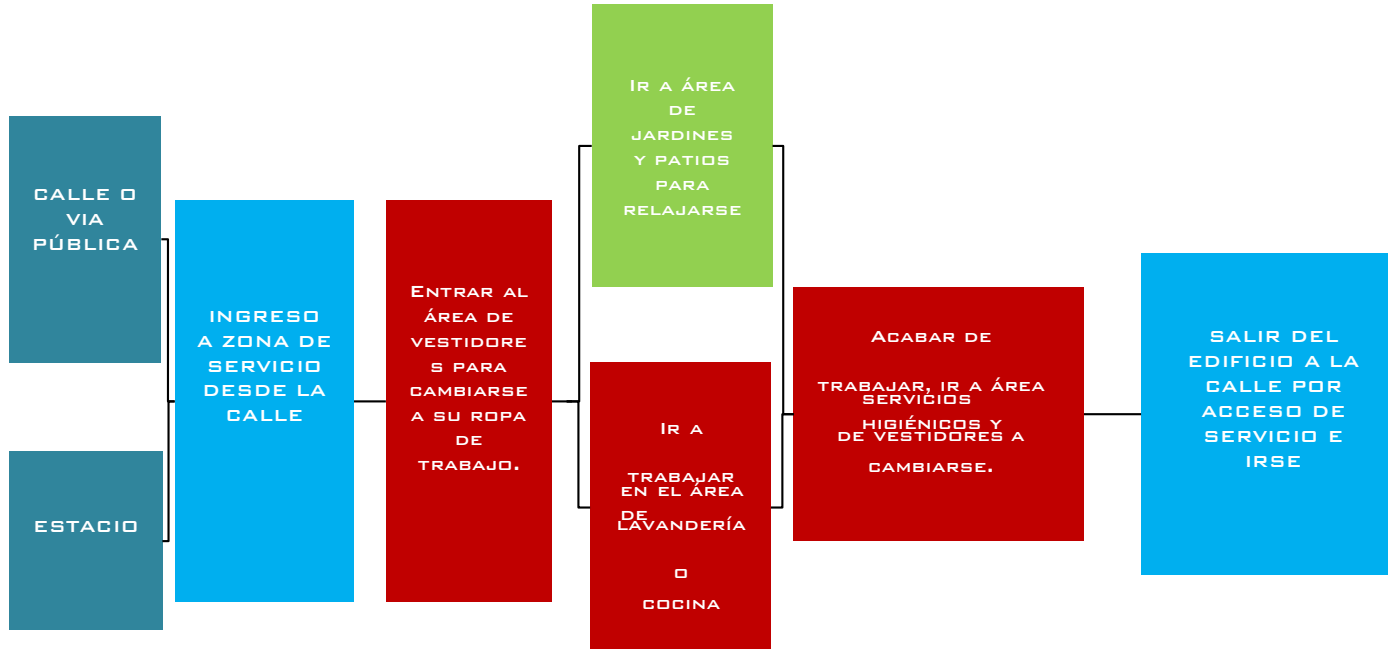 CALLE O
VIA
PÚBLICA
ESTACIO
INGRESO
A ZONA DE
SERVICIO
DESDE LA
CALLE
Entrar al
área de
vestidore
s para
cambiarse
a su ropa
de
trabajo.
Ir a área
de
jardines
y patios
para
relajarse
Ir a
trabajar
en el área
de
lavandería
o
cocina
Acabar de
trabajar, ir a área
servicios
higiénicos y
de vestidores a
cambiarse.
SALIR DEL
EDIFICIO A LA
CALLE POR
ACCESO DE
SERVICIO E
IRSE